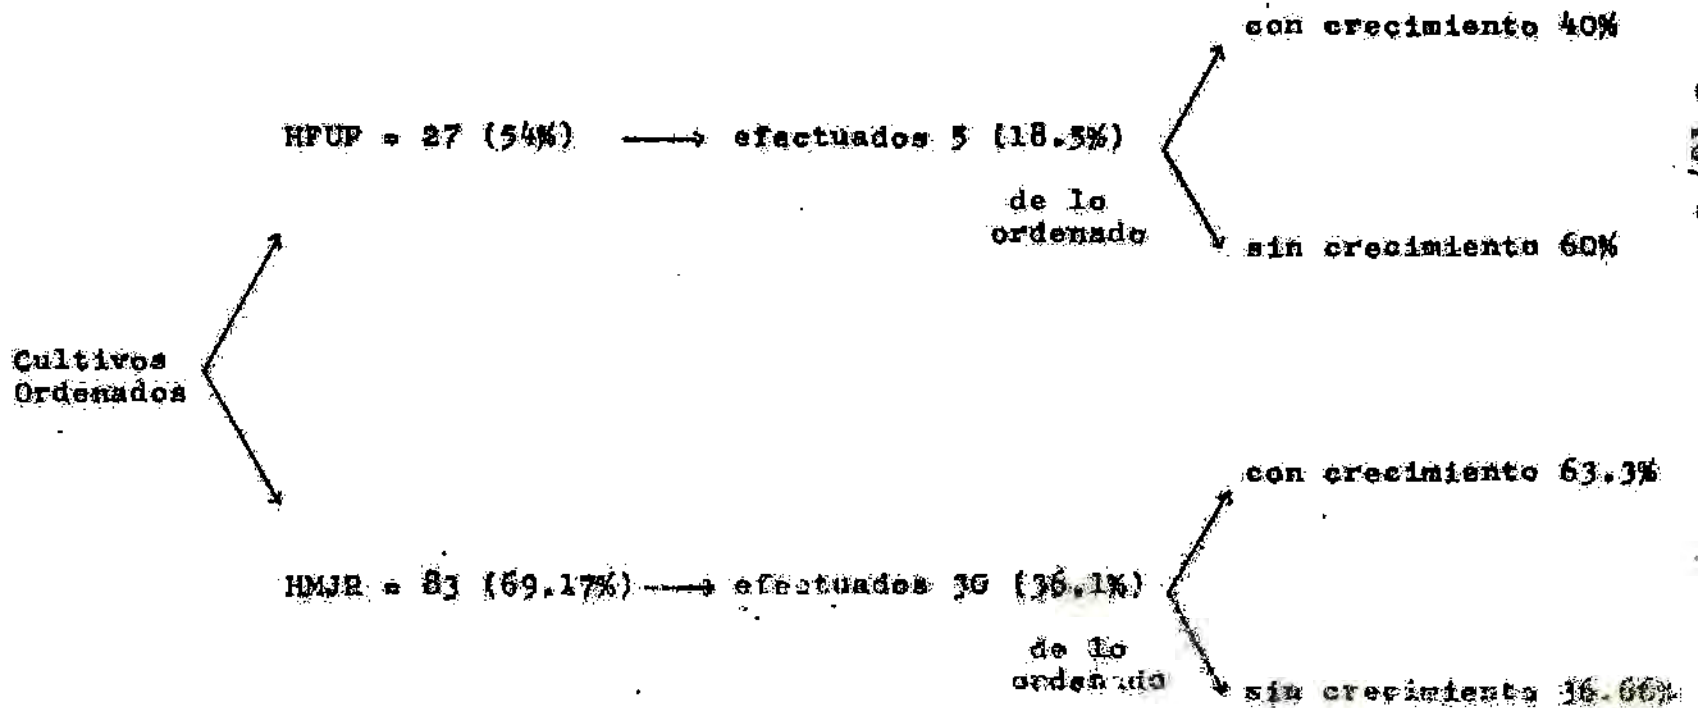 con crecimiento 40%
HFUP = 27 (54%) → efectuados 5 (18.5%)
de lo
ordenado
sin crecimiento 60%
Cultivos
Ordenados
con crecimiento 63.3%
HMJR = 83 (69.17%) → efectuados 30 (36.1%)
de lo
ordenado
sin crecimiento 36.66%